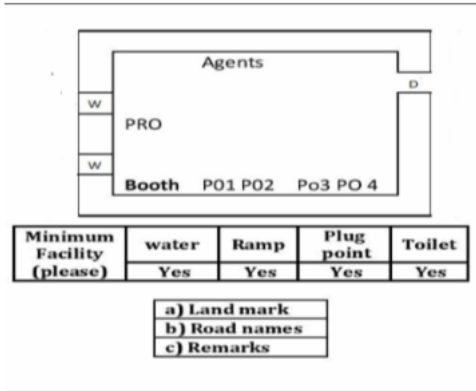 Agents
D
W
PRO
W
Booth P01 P02 Po3 PO 4
Minimum Facility (please) water Ramp Plug point Toilet
Yes Yes Yes Yes
a) Land mark
b) Road names
c) Remarks